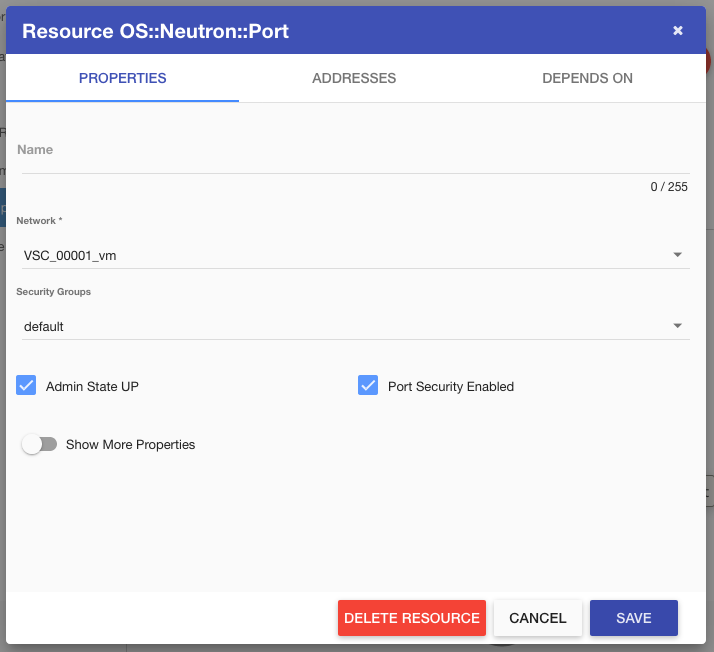 Resource OS::Neutron::Port
×
PROPERTIES ADDRESSES DEPENDS ON
Name
0 / 255
Network *
VSC_00001_vm
Security Groups
default
Admin State UP Port Security Enabled
Show More Properties
DELETE RESOURCE CANCEL SAVE